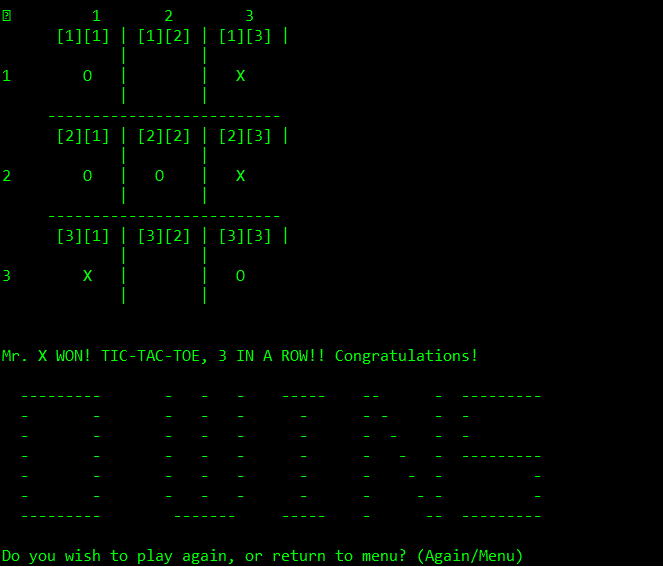 1 2 3
[1][1] | [1][2] | [1][3] |
| |
1 O | | X
| |
--------------------------
[2][1] | [2][2] | [2][3] |
| |
2 O | O | X
| |
--------------------------
[3][1] | [3][2] | [3][3] |
| |
3 X | | O
| |
Mr. X WON! TIC-TAC-TOE, 3 IN A ROW!! Congratulations!
O WINS
Do you wish to play again, or return to menu? (Again/Menu)